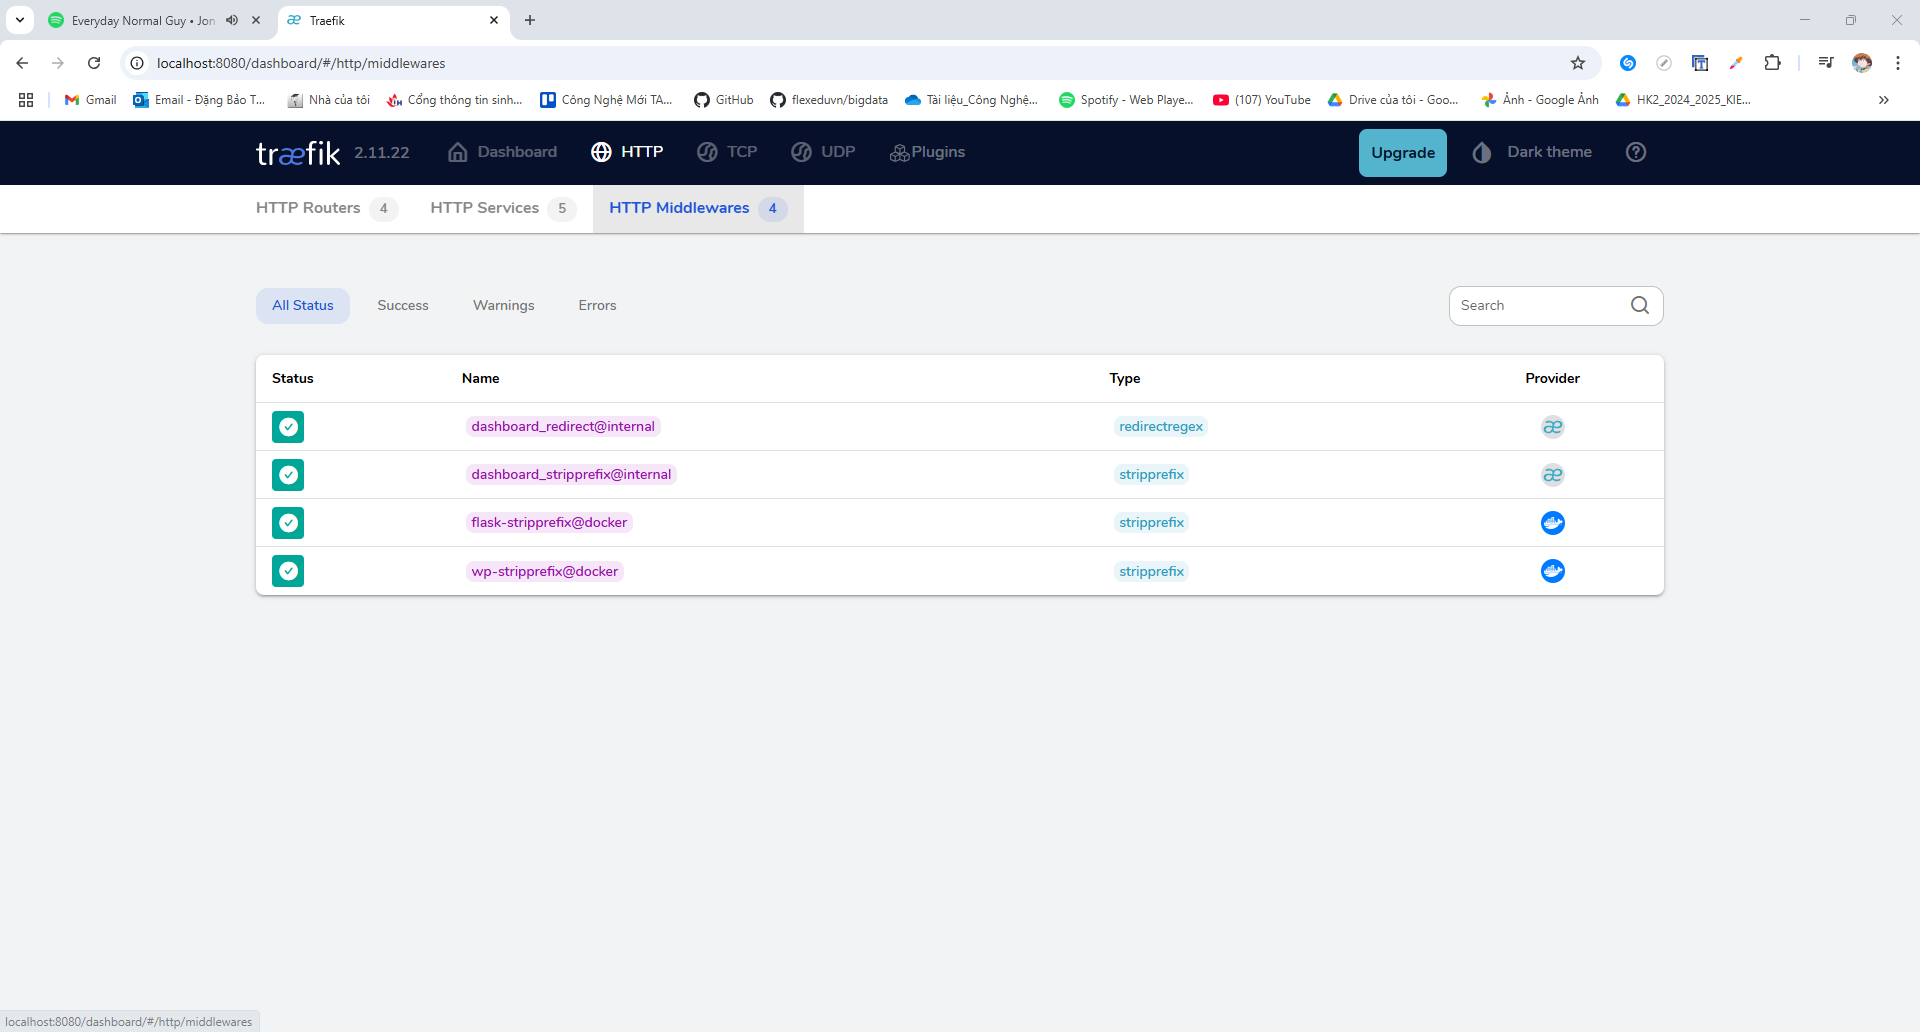 Everyday Normal Guy • Jon
Traefik
localhost:8080/dashboard/#/http/middlewares
Gmail
Email - Đặng Bảo T...
Nhà của tôi
Cổng thông tin sinh...
Công Nghệ Mới TA...
GitHub
flexeduvn/bigdata
Tài liệu_Công Nghệ...
Spotify - Web Playe...
(107) YouTube
Drive của tôi - Goo...
Ảnh - Google Ảnh
HK2_2024_2025_KIE...
træfik 2.11.22
Dashboard
HTTP
TCP
UDP
Plugins
Upgrade
Dark theme
HTTP Routers 4
HTTP Services 5
HTTP Middlewares 4
All Status
Success
Warnings
Errors
Search
Status Name Type Provider
dashboard_redirect@internal redirectregex
dashboard_stripprefix@internal stripprefix
flask-stripprefix@docker stripprefix
wp-stripprefix@docker stripprefix
localhost:8080/dashboard/#/http/middlewares